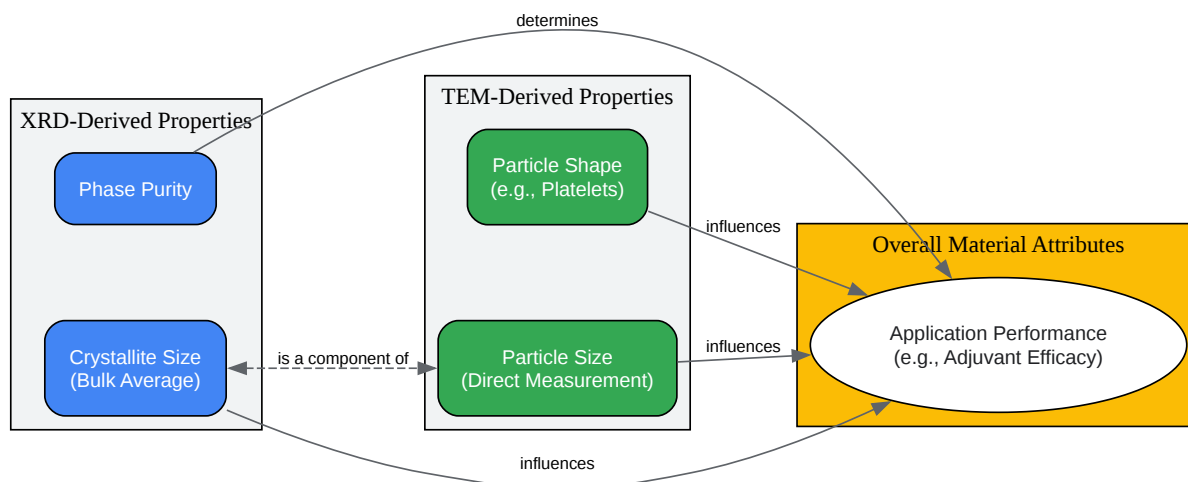 determines
XRD-Derived Properties
Phase Purity
Crystallite Size
(Bulk Average)
is a component of
TEM-Derived Properties
Particle Shape
(e.g., Platelets)
Particle Size
(Direct Measurement)
influences
influences
influences
Overall Material Attributes
Application Performance
(e.g., Adjuvant Efficacy)